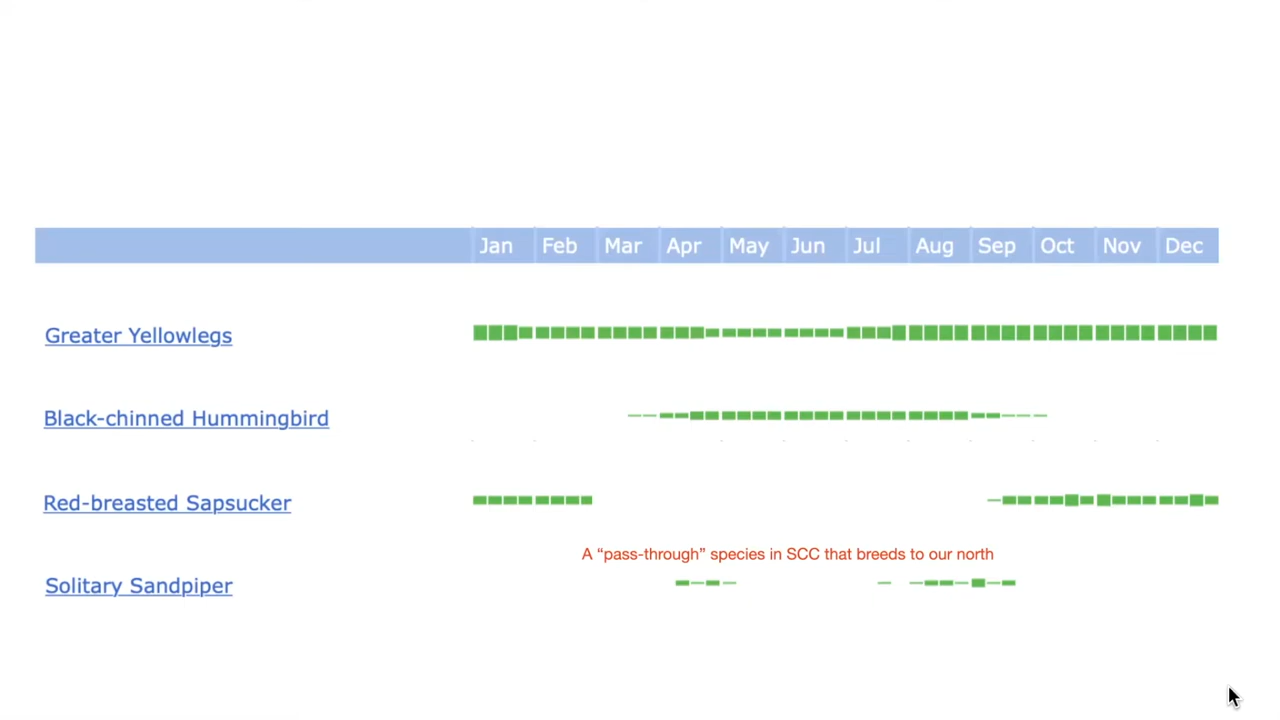 Jan Feb Mar Apr May Jun Jul Aug Sep Oct Nov Dec
Greater Yellowlegs
Black-chinned Hummingbird
Red-breasted Sapsucker
A “pass-through” species in SCC that breeds to our north
Solitary Sandpiper